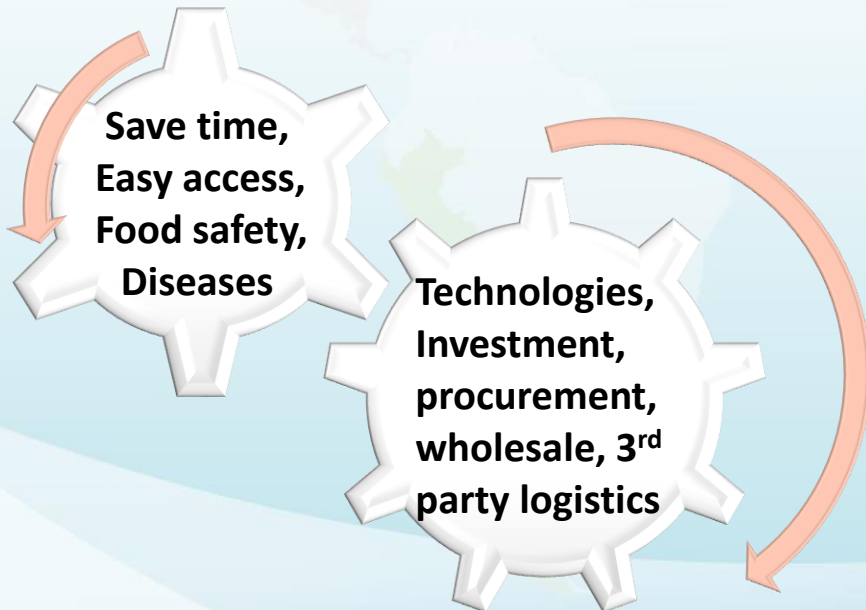 Save time,
Easy access,
Food safety,
Diseases
Technologies,
Investment,
procurement,
wholesale, 3rd
party logistics